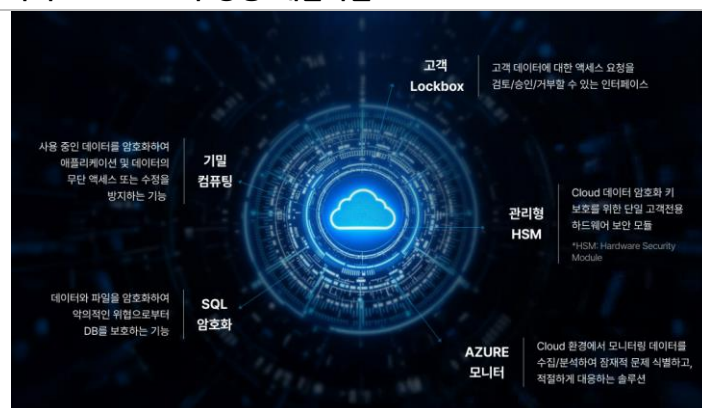 고객
Lockbox
고객 데이터에 대한 액세스 요청을
검토/승인/거부할 수 있는 인터페이스
사용 중인 데이터를 암호화하여
애플리케이션 및 데이터의
무단 액세스 또는 수정을
방지하는 기능
기밀
컴퓨팅
관리형
HSM
Cloud 데이터 암호화 키
보호를 위한 단일 고객전용
하드웨어 보안 모듈
*HSM: Hardware Security
Module
데이터와 파일을 암호화하여
악의적인 위협으로부터
DB를 보호하는 기능
SQL
암호화
AZURE
모니터
Cloud 환경에서 모니터링 데이터를
수집/분석하여 잠재적 문제 식별하고,
적절하게 대응하는 솔루션